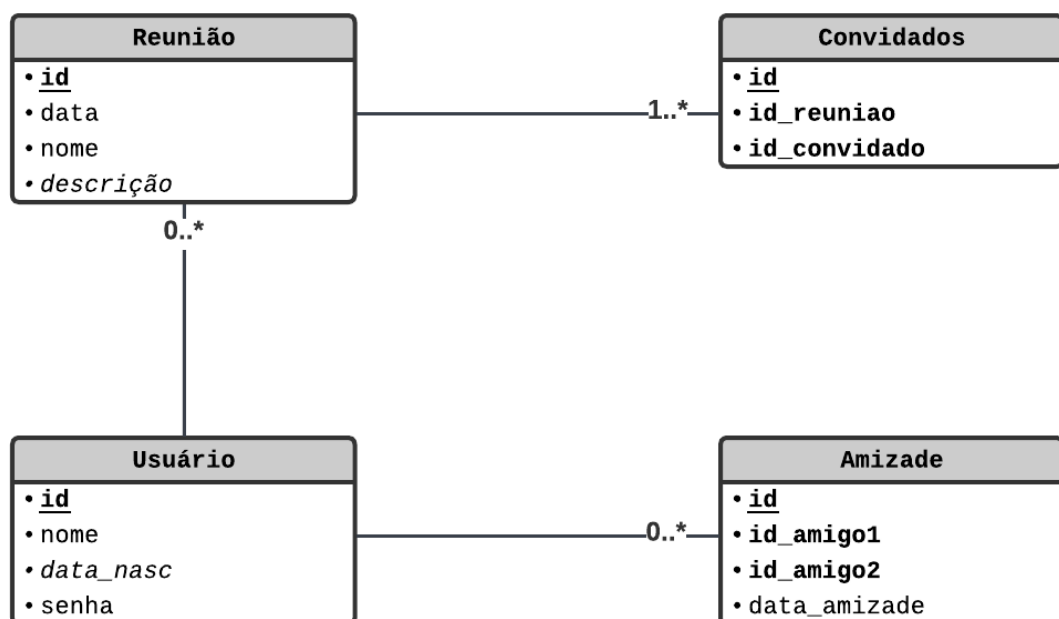 Reunião
• id
• data
• nome
• descrição
Convidados
• id
• id_reuniao
• id_convidado
1..*
0..*
Usuário
• id
• nome
• data_nasc
• senha
0..*
Amizade
• id
• id_amigo1
• id_amigo2
• data_amizade